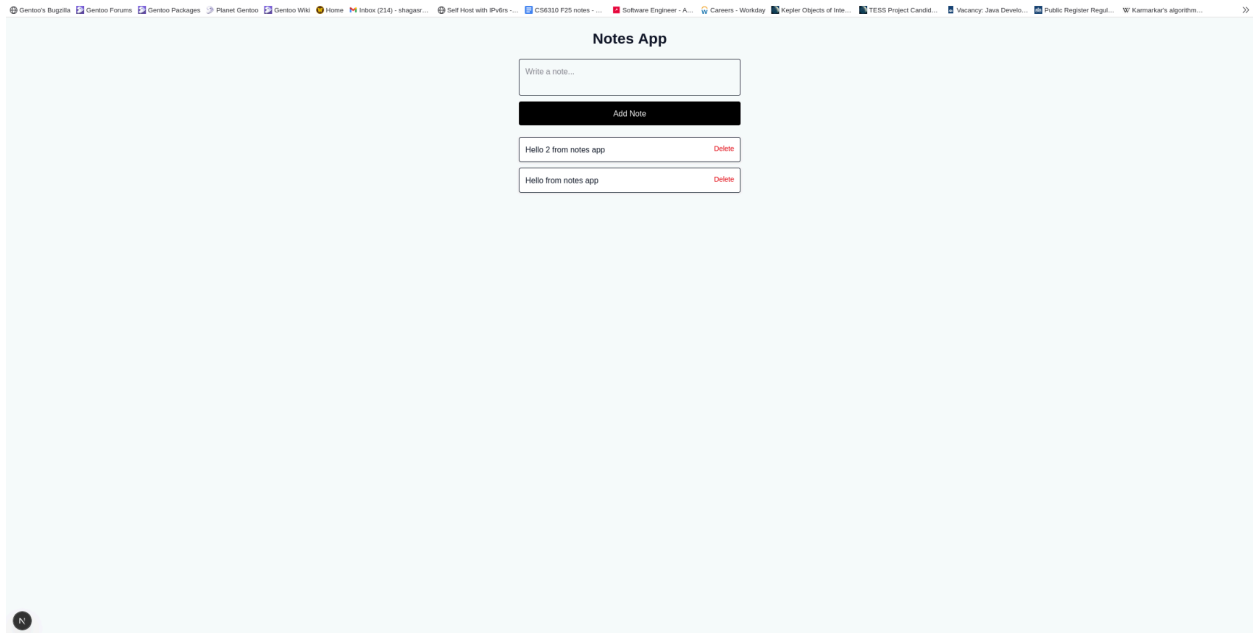 Gentoo's Bugzilla Gentoo Forums Gentoo Packages Planet Gentoo Gentoo Wiki Home Inbox (214) - shagasr… Self Host with IPv6rs -… CS6310 F25 notes - … Software Engineer - A… Careers - Workday Kepler Objects of Inte… TESS Project Candid… Vacancy: Java Develo… Public Register Regul… Karmarkar's algorithm…
Notes App
Write a note...
Add Note
Hello 2 from notes app Delete
Hello from notes app Delete
N